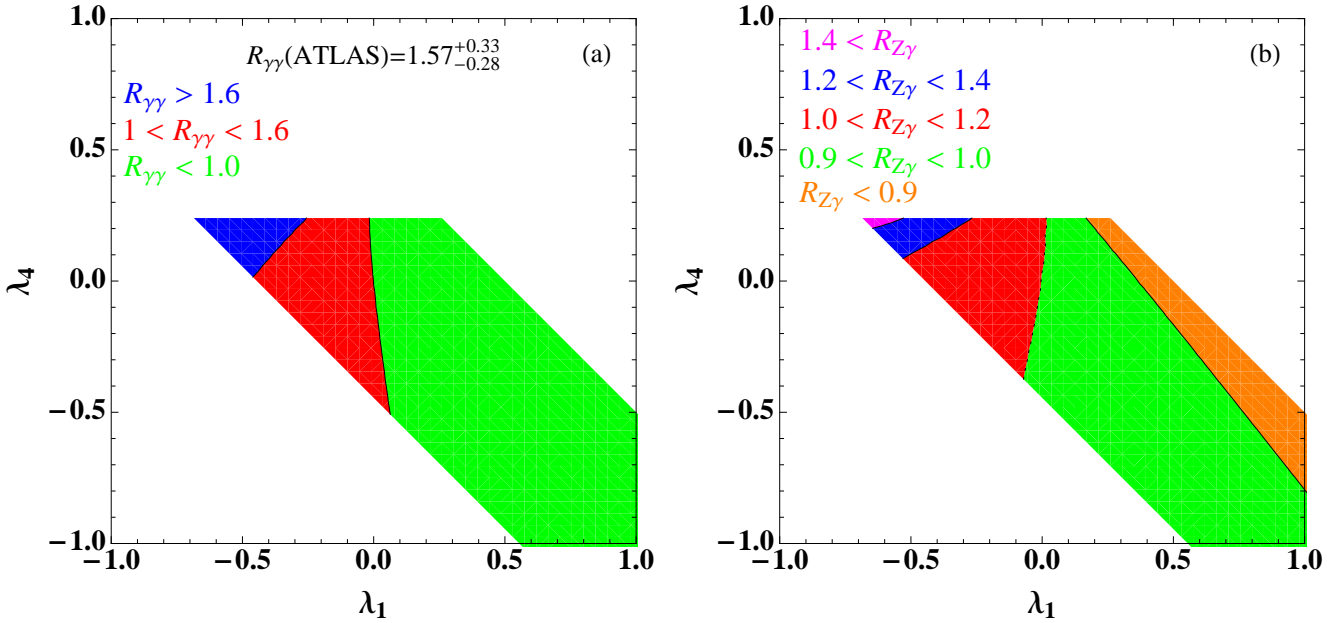 R_γγ(ATLAS)=1.57^{+0.33}_{-0.28}
(a)
R_γγ > 1.6
1 < R_γγ < 1.6
R_γγ < 1.0
1.0
0.5
0.0
−0.5
−1.0
λ₄
−1.0 −0.5 0.0 0.5 1.0
λ₁
1.4 < R_Zγ
(b)
1.2 < R_Zγ < 1.4
1.0 < R_Zγ < 1.2
0.9 < R_Zγ < 1.0
R_Zγ < 0.9
1.0
0.5
0.0
−0.5
−1.0
λ₄
−1.0 −0.5 0.0 0.5 1.0
λ₁